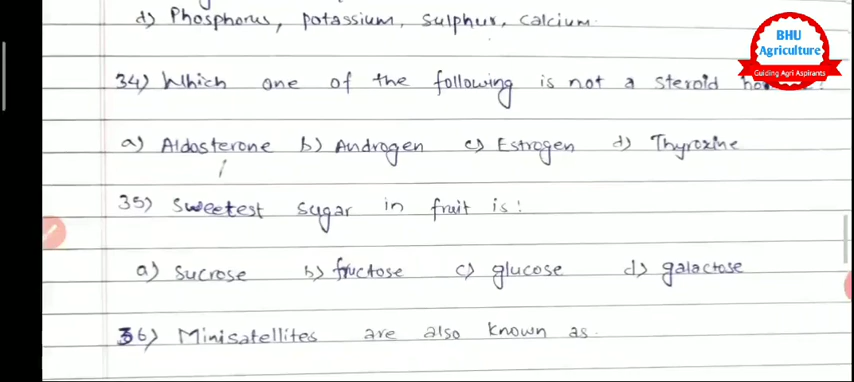 d) Phosphorus, potassium, sulphur, calcium.
BHU
Agriculture
Guiding Agri Aspirants
34) Which one of the following is not a steroid
a) Aldosterone b) Androgen c) Estrogen d) Thyroxine
35) Sweetest sugar in fruit is:
a) Sucrose b) fructose c) glucose d) galactose
36) Minisatellites are also known as.